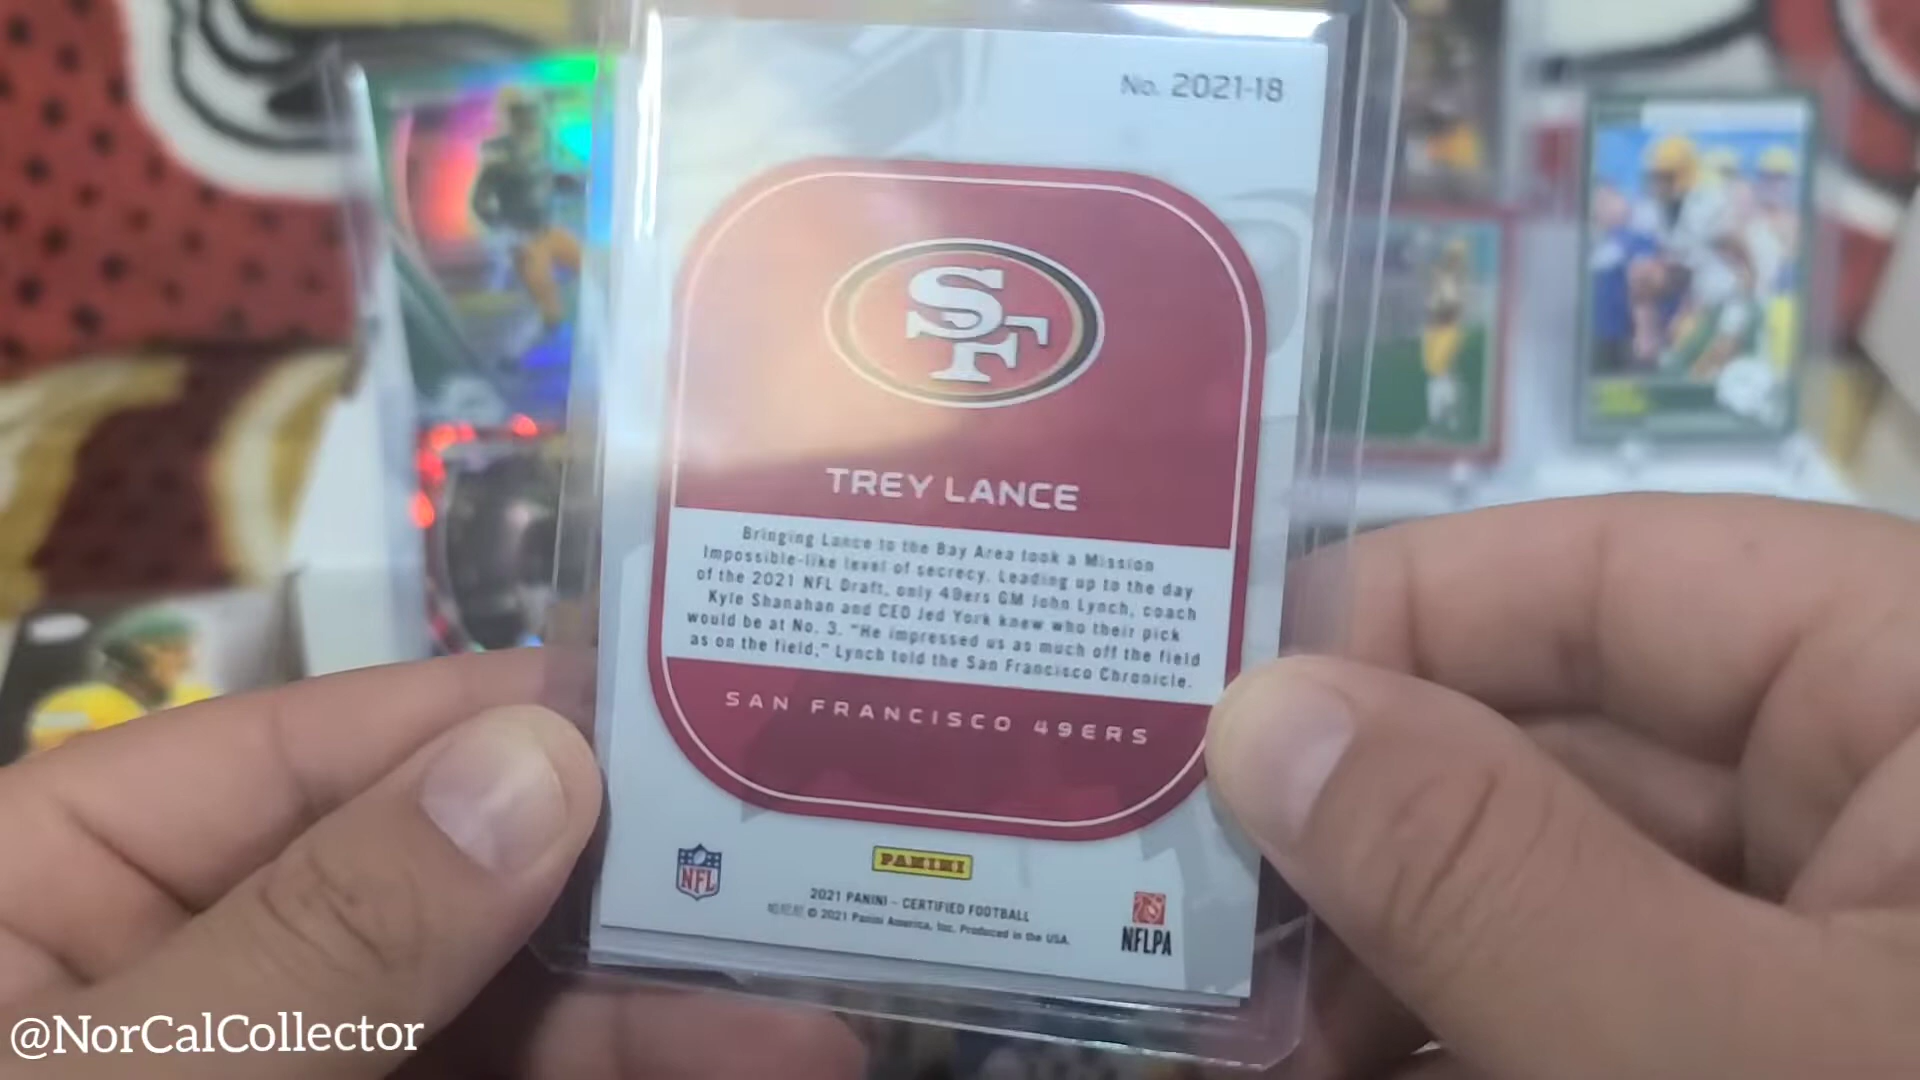 No. 2021-18
SF
TREY LANCE
Bringing Lance to the Bay Area took a Mission
Impossible-like level of secrecy. Leading up to the day
of the 2021 NFL Draft, only 49ers GM John Lynch, coach
Kyle Shanahan and CEO Jed York knew who their pick
would be at No. 3. "He impressed us as much off the field
as on the field," Lynch told the San Francisco Chronicle.
SAN FRANCISCO 49ERS
NFL
PANINI
2021 PANINI - CERTIFIED FOOTBALL
© 2021 Panini America, Inc. Produced in the USA.
NFLPA
@NorCalCollector